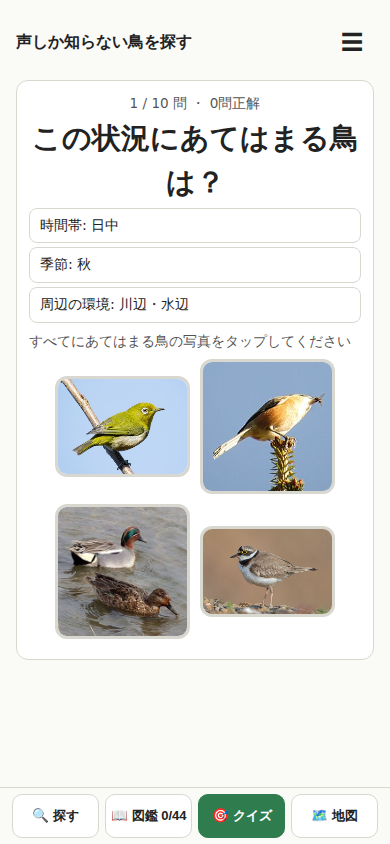 声しか知らない鳥を探す
☰
1 / 10 問 ・ 0問正解
この状況にあてはまる鳥
は？
時間帯: 日中
季節: 秋
周辺の環境: 川辺・水辺
すべてにあてはまる鳥の写真をタップしてください
🔍 探す
📖 図鑑 0/44
🎯 クイズ
🗺️ 地図